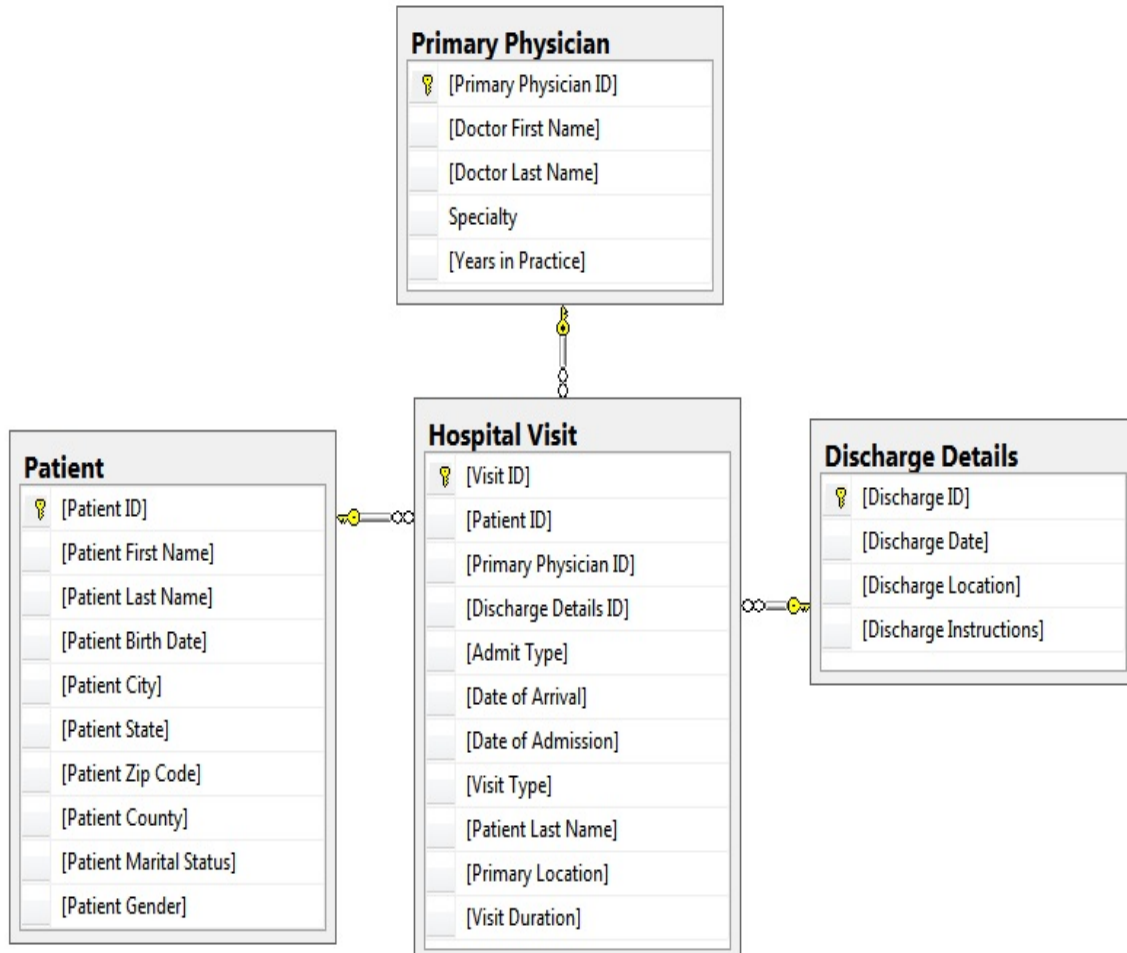 Primary Physician
[Primary Physician ID]
[Doctor First Name]
[Doctor Last Name]
Specialty
[Years in Practice]
Patient
[Patient ID]
[Patient First Name]
[Patient Last Name]
[Patient Birth Date]
[Patient City]
[Patient State]
[Patient Zip Code]
[Patient County]
[Patient Marital Status]
[Patient Gender]
Hospital Visit
[Visit ID]
[Patient ID]
[Primary Physician ID]
[Discharge Details ID]
[Admit Type]
[Date of Arrival]
[Date of Admission]
[Visit Type]
[Patient Last Name]
[Primary Location]
[Visit Duration]
Discharge Details
[Discharge ID]
[Discharge Date]
[Discharge Location]
[Discharge Instructions]